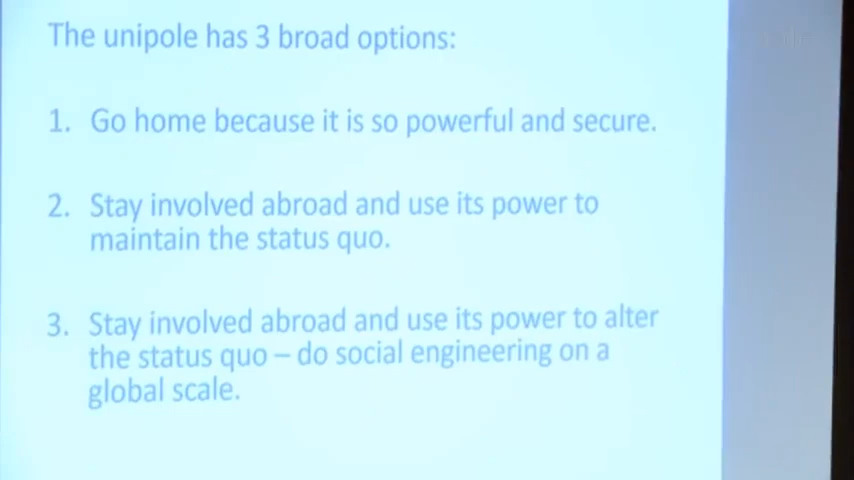 The unipole has 3 broad options:
1. Go home because it is so powerful and secure.
2. Stay involved abroad and use its power to
maintain the status quo.
3. Stay involved abroad and use its power to alter
the status quo – do social engineering on a
global scale.